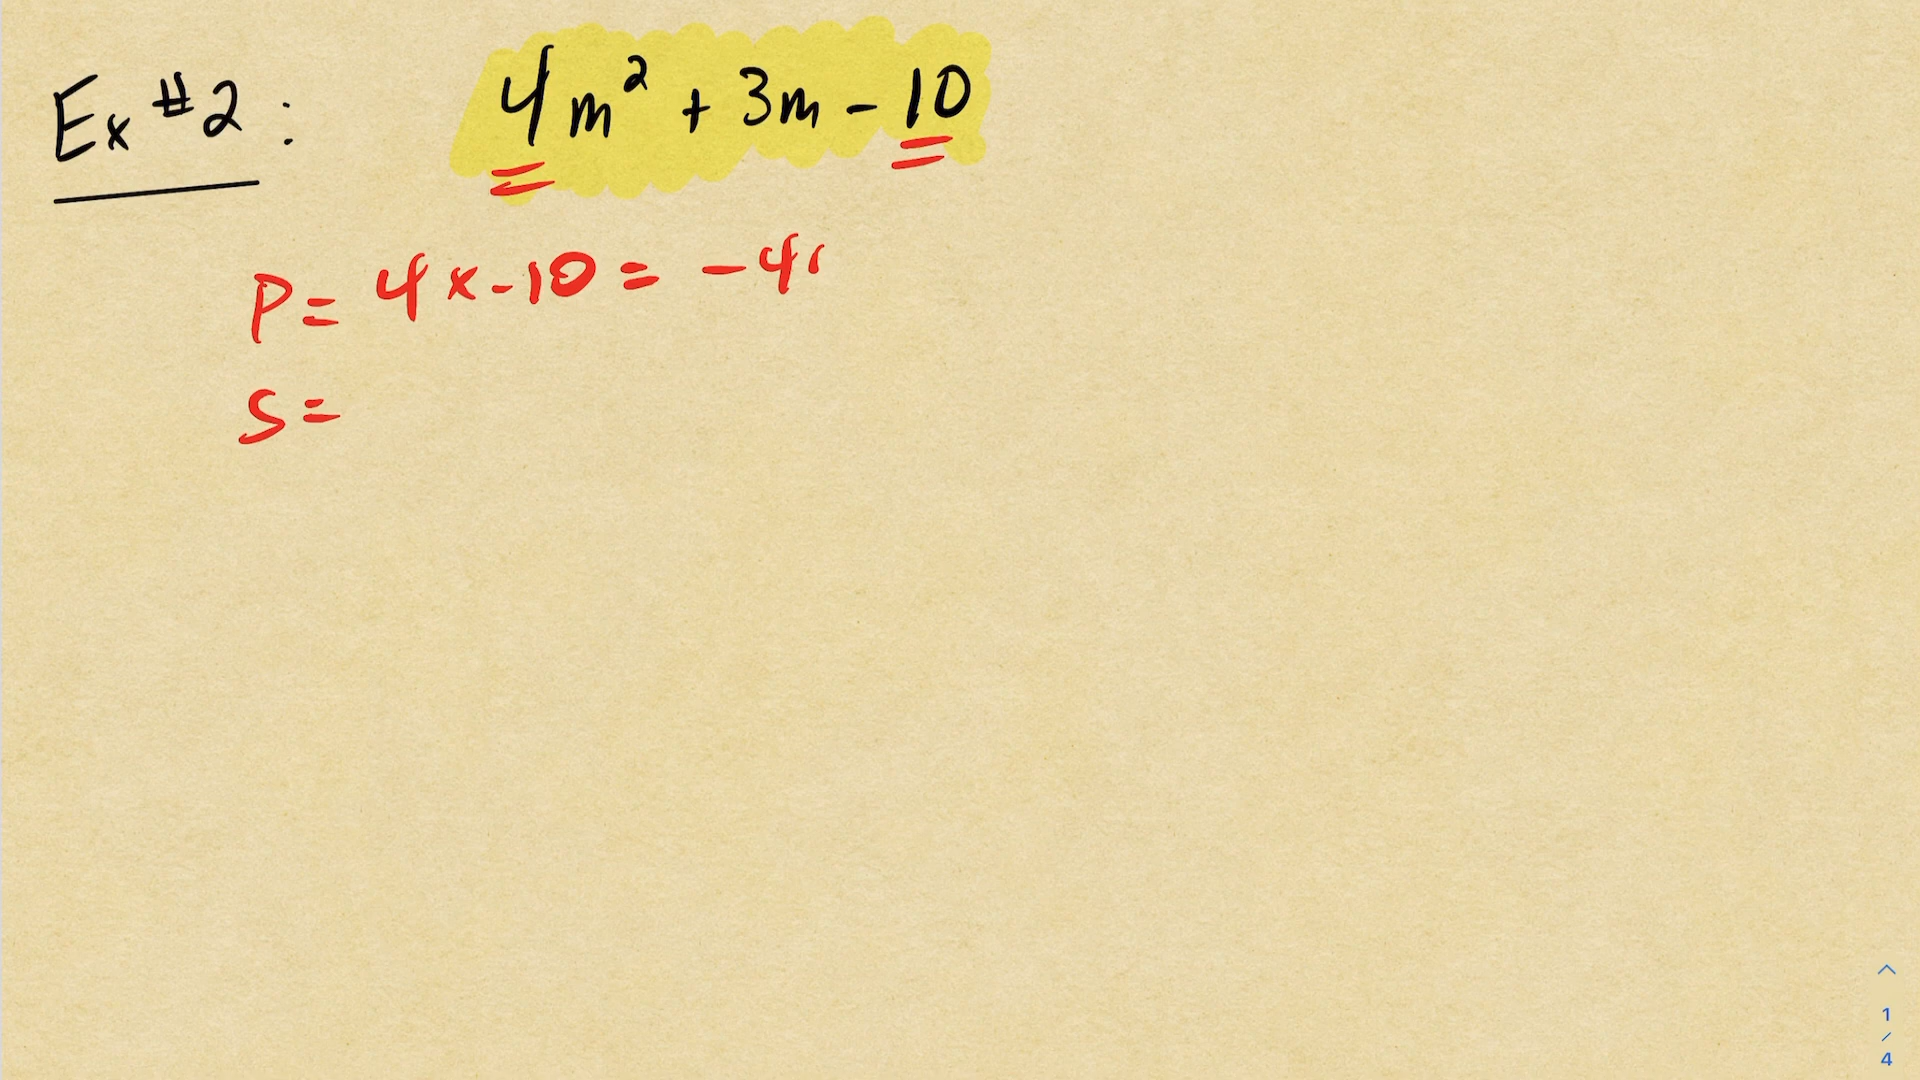 Ex #2 : 4m² + 3m - 10
P = 4 x -10 = -4
S =
1
/
4